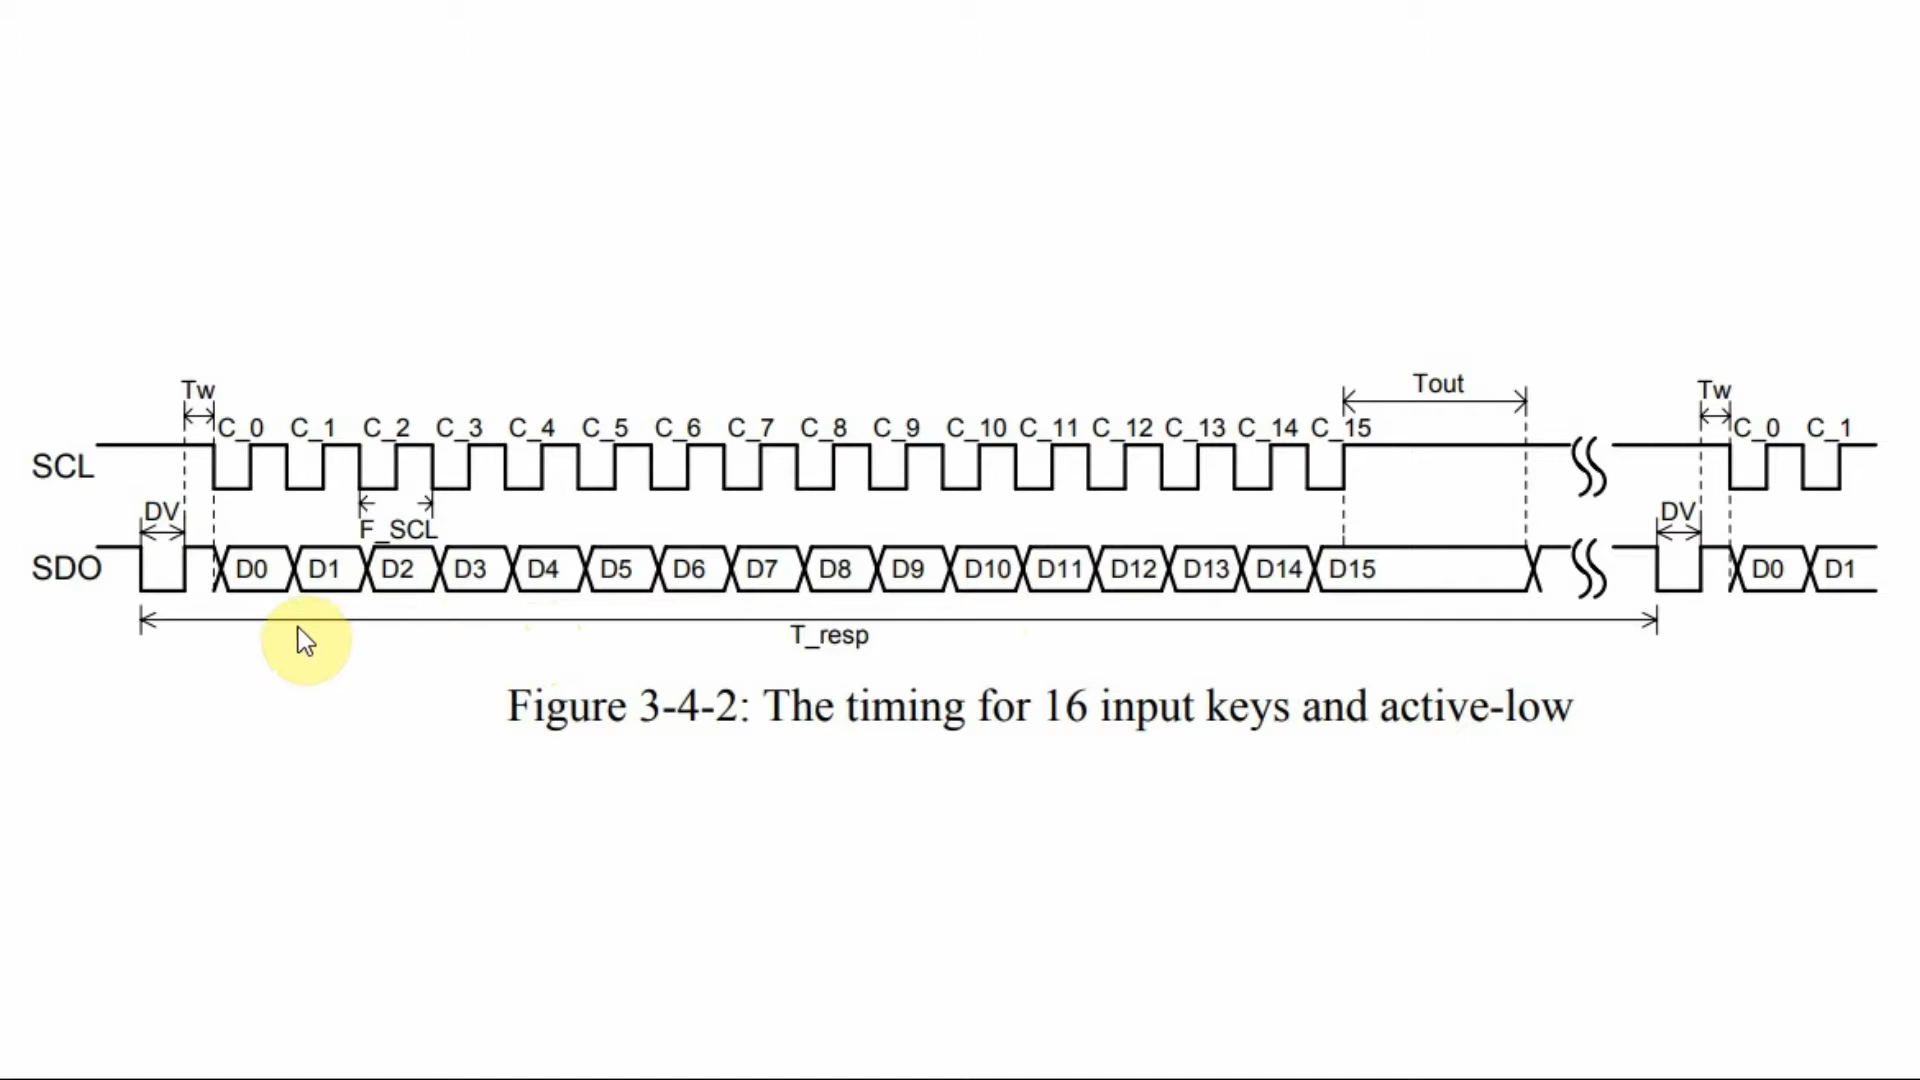 Tw Tout Tw
C_0 C_1 C_2 C_3 C_4 C_5 C_6 C_7 C_8 C_9 C_10 C_11 C_12 C_13 C_14 C_15 C_0 C_1
SCL
DV F_SCL DV
SDO D0 D1 D2 D3 D4 D5 D6 D7 D8 D9 D10 D11 D12 D13 D14 D15 D0 D1
T_resp
Figure 3-4-2: The timing for 16 input keys and active-low